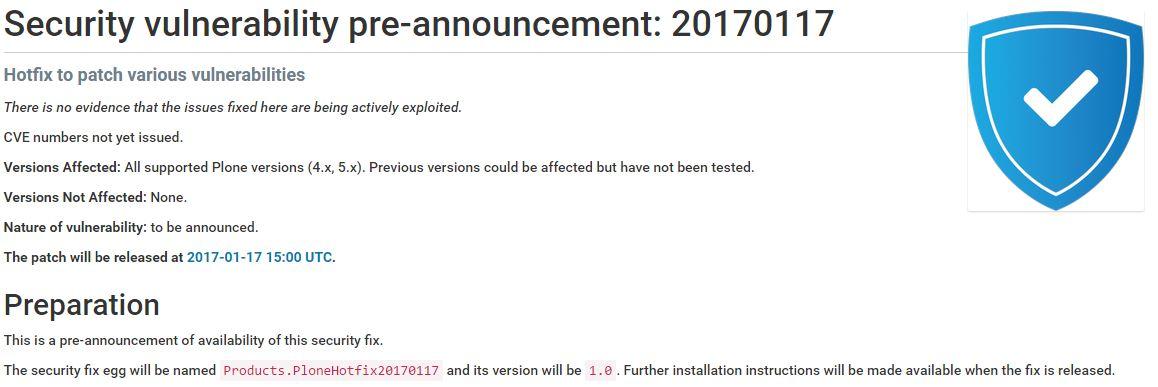 Security vulnerability pre-announcement: 20170117
Hotfix to patch various vulnerabilities
There is no evidence that the issues fixed here are being actively exploited.
CVE numbers not yet issued.
Versions Affected: All supported Plone versions (4.x, 5.x). Previous versions could be affected but have not been tested.
Versions Not Affected: None.
Nature of vulnerability: to be announced.
The patch will be released at 2017-01-17 15:00 UTC.
Preparation
This is a pre-announcement of availability of this security fix.
The security fix egg will be named Products.PloneHotfix20170117 and its version will be 1.0 . Further installation instructions will be made available when the fix is released.